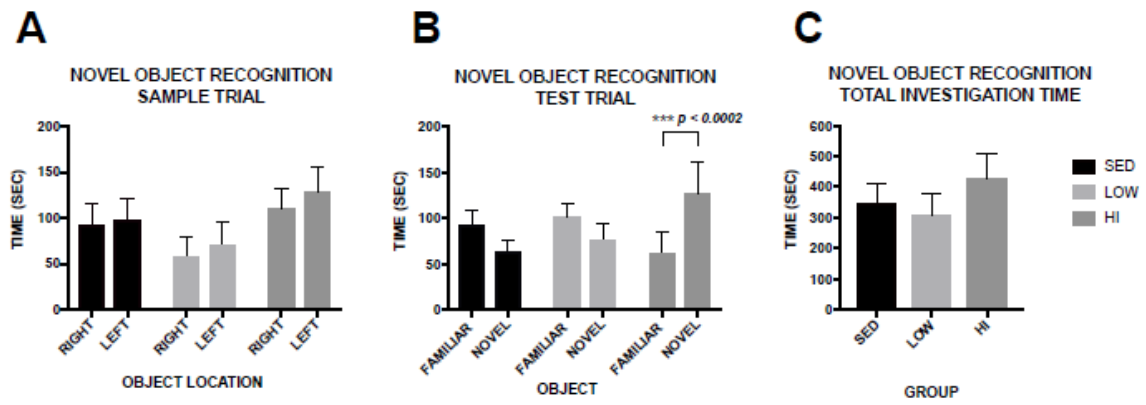 A
NOVEL OBJECT RECOGNITION
SAMPLE TRIAL
TIME (SEC)
200
150
100
50
0
RIGHT
LEFT
RIGHT
LEFT
RIGHT
LEFT
OBJECT LOCATION
B
NOVEL OBJECT RECOGNITION
TEST TRIAL
*** p < 0.0002
TIME (SEC)
200
150
100
50
0
FAMILIAR
NOVEL
FAMILIAR
NOVEL
FAMILIAR
NOVEL
OBJECT
C
NOVEL OBJECT RECOGNITION
TOTAL INVESTIGATION TIME
TIME (SEC)
600
500
400
300
200
100
0
SED
LOW
HI
GROUP
SED
LOW
HI